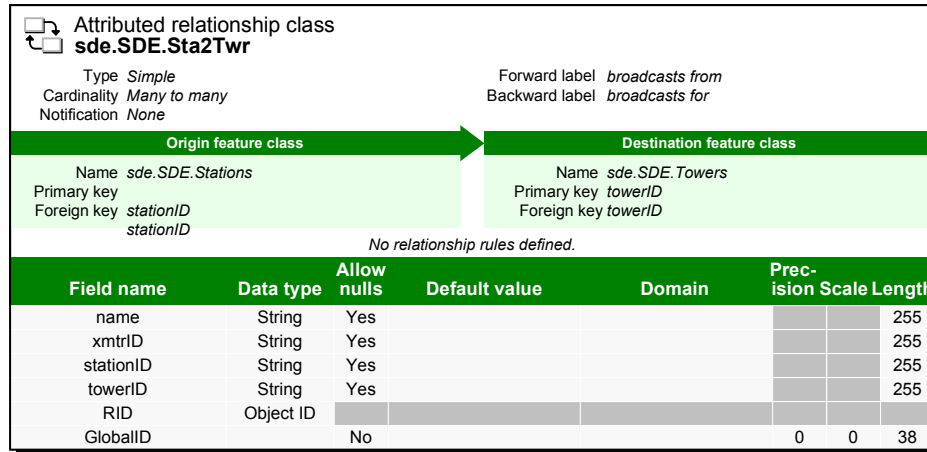 Attributed relationship class
sde.SDE.Sta2Twr
Type Simple Forward label broadcasts from
Cardinality Many to many Backward label broadcasts for
Notification None
Origin feature class Destination feature class
Name sde.SDE.Stations Name sde.SDE.Towers
Primary key Primary key towerID
Foreign key stationID Foreign key towerID
stationID
No relationship rules defined.
Allow Prec-
Field name Data type nulls Default value Domain ision Scale Length
name String Yes 255
xmtrID String Yes 255
stationID String Yes 255
towerID String Yes 255
RID Object ID
GlobalID No 0 0 38